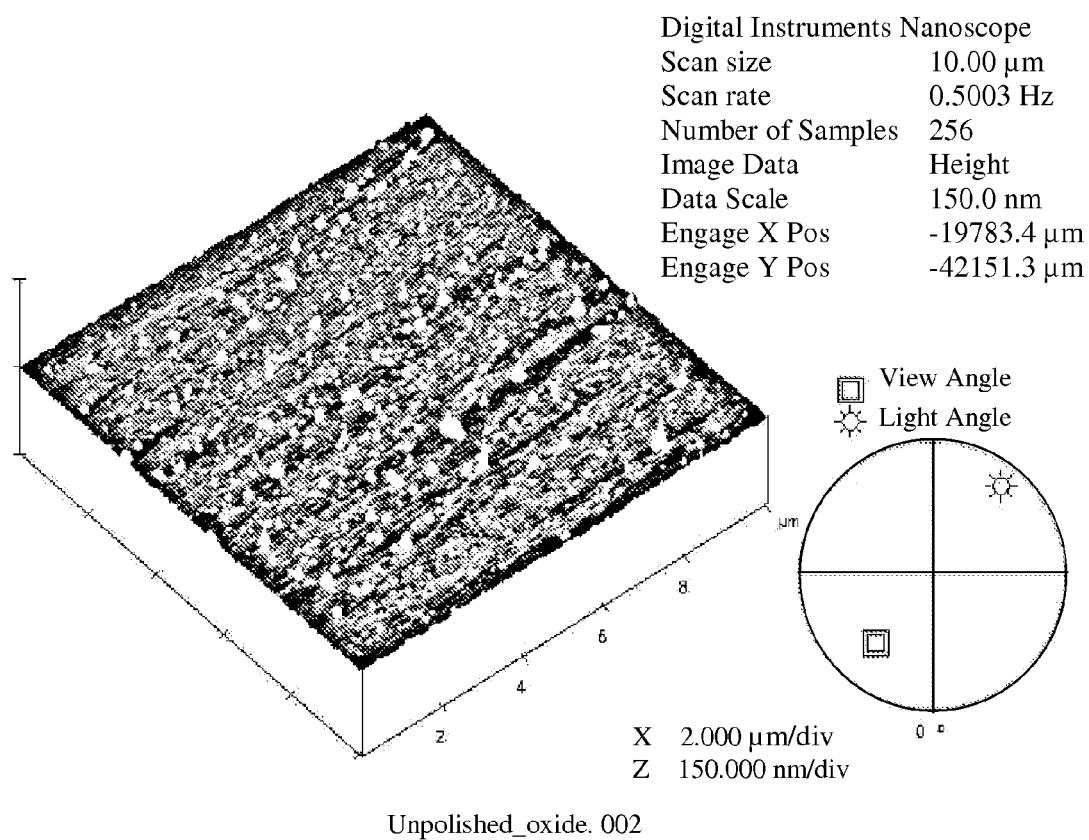 Digital Instruments Nanoscope
Scan size 10.00 µm
Scan rate 0.5003 Hz
Number of Samples 256
Image Data Height
Data Scale 150.0 nm
Engage X Pos -19783.4 µm
Engage Y Pos -42151.3 µm
View Angle
Light Angle
µm
8
6
4
2
0 °
X 2.000 µm/div
Z 150.000 nm/div
Unpolished_oxide. 002